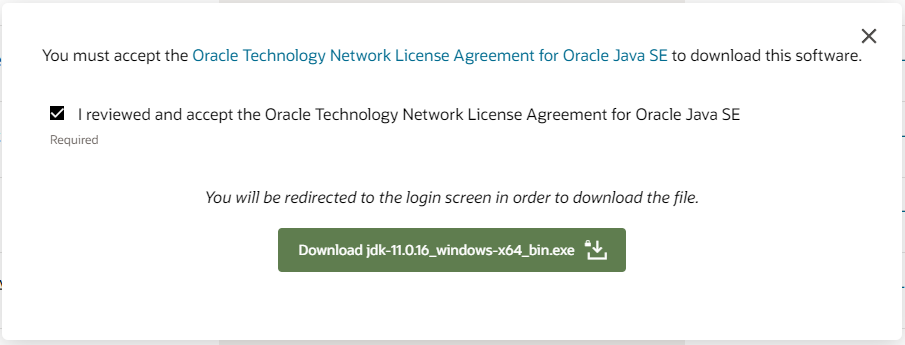 You must accept the Oracle Technology Network License Agreement for Oracle Java SE to download this software.
I reviewed and accept the Oracle Technology Network License Agreement for Oracle Java SE
Required
You will be redirected to the login screen in order to download the file.
Download jdk-11.0.16_windows-x64_bin.exe